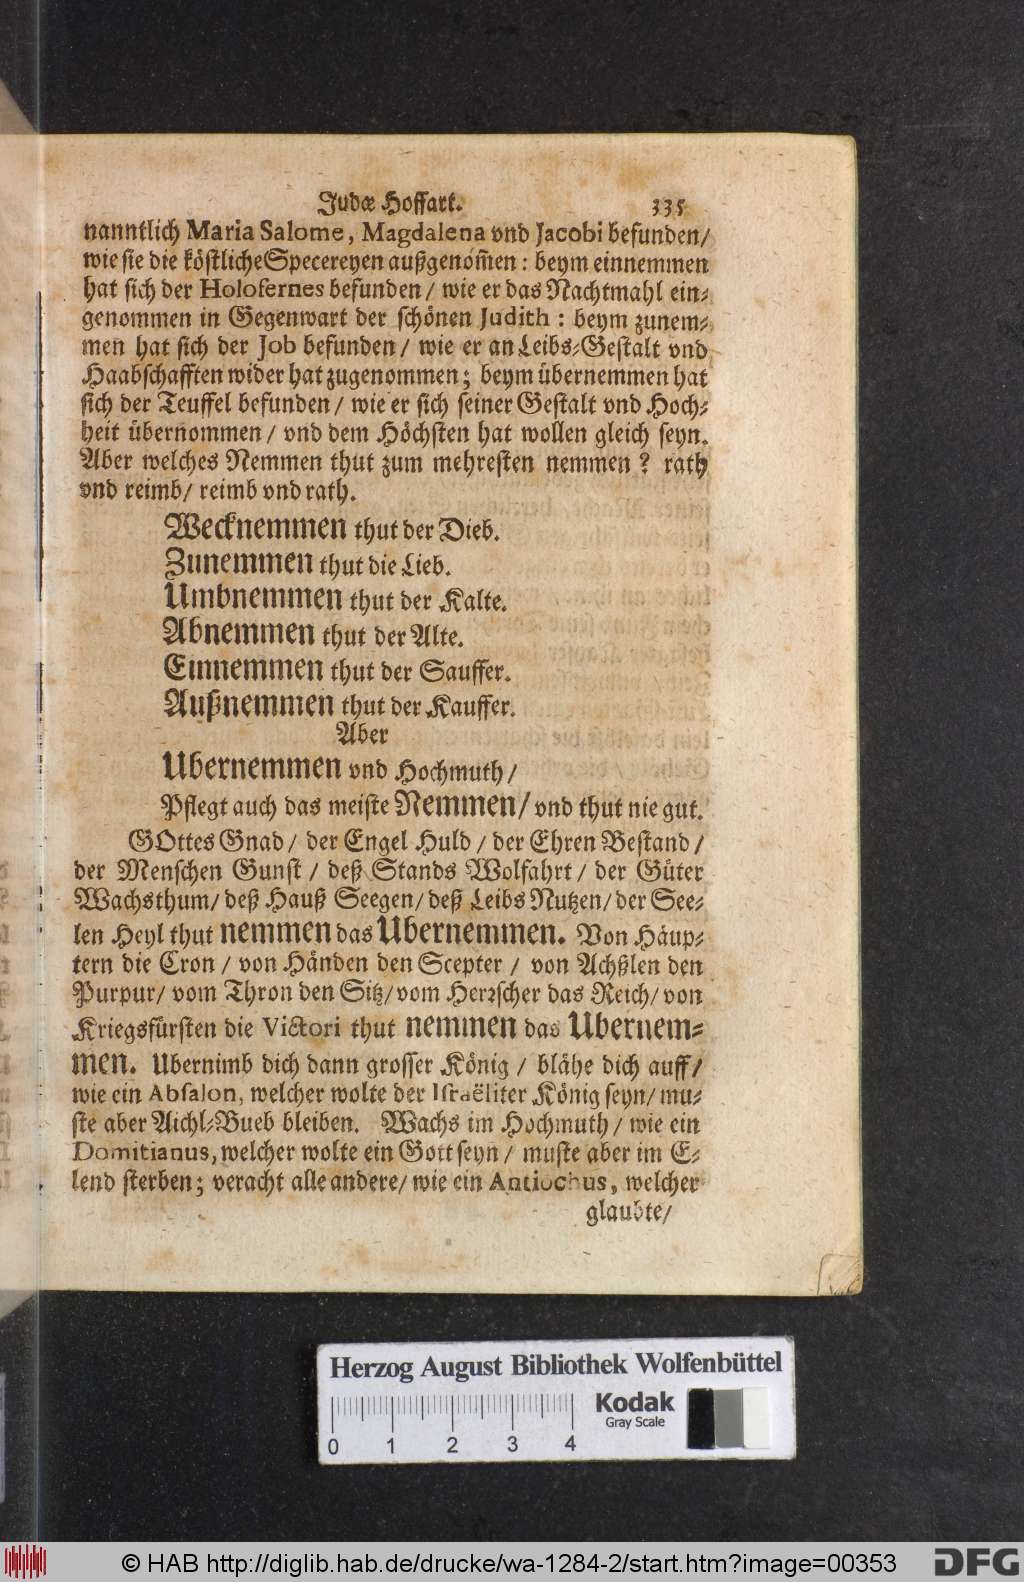 Judæ Hoffart. 335
nanntlich Maria Salome, Magdalena vnd Jacobi befunden/
wie sie die köstliche Specereyen außgenom̃en : beym einnemmen
hat sich der Holofernes befunden / wie er das Nachtmahl ein-
genommen in Gegenwart der schönen Judith : beym zunem-
men hat sich der Job befunden / wie er an Leibs-Gestalt vnd
Haabschafften wider hat zugenommen ; beym übernemmen hat
sich der Teuffel befunden / wie er sich seiner Gestalt vnd Hoch-
heit übernommen / vnd dem Höchsten hat wollen gleich seyn.
Aber welches Nemmen thut zum mehresten nemmen ? rath
vnd reimb / reimb vnd rath.
Wecknemmen thut der Dieb.
Zunemmen thut die Lieb.
Umbnemmen thut der Kalte.
Abnemmen thut der Alte.
Einnemmen thut der Sauffer.
Außnemmen thut der Kauffer.
Aber
Ubernemmen vnd Hochmuth /
Pflegt auch das meiste Nemmen / vnd thut nie gut.
GOttes Gnad / der Engel Huld / der Ehren Bestand /
der Menschen Gunst / deß Stands Wolfahrt / der Güter
Wachsthum / deß Hauß Seegen / deß Leibs Nutzen / der See-
len Heyl thut nemmen das Ubernemmen. Von Häup-
tern die Cron / von Händen den Scepter / von Achßlen den
Purpur / vom Thron den Sitz / vom Herrscher das Reich / von
Kriegsfürsten die Victori thut nemmen das Ubernem-
men. Ubernimb dich dann grosser König / blähe dich auff /
wie ein Absalon, welcher wolte der Israëliter König seyn / mu-
ste aber Aichl-Bueb bleiben. Wachs im Hochmuth / wie ein
Domitianus, welcher wolte ein Gott seyn / muste aber im E-
lend sterben ; veracht alle andere / wie ein Antiochus, welcher
glaubte /
Herzog August Bibliothek Wolfenbüttel
Kodak
Gray Scale
0 1 2 3 4
© HAB http://diglib.hab.de/drucke/wa-1284-2/start.htm?image=00353
DFG